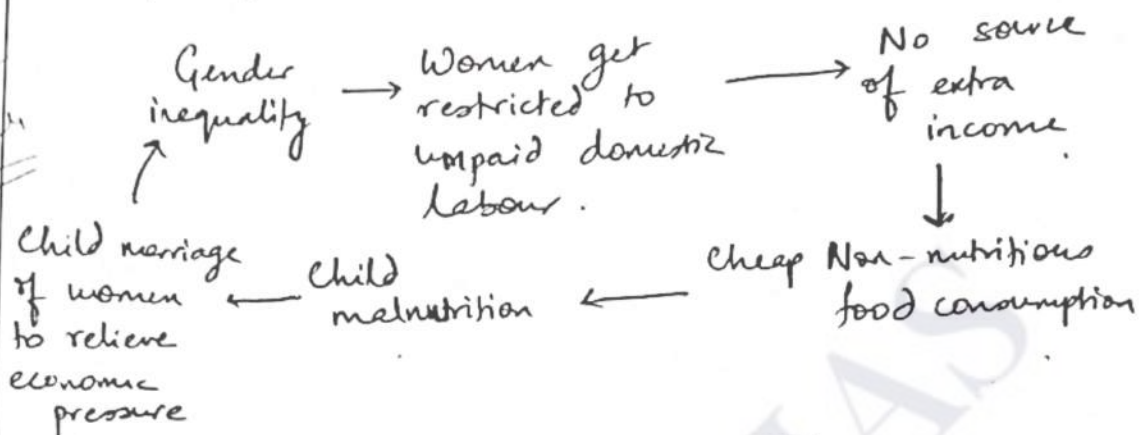 Gender
inequality
Women get
restricted to
unpaid domestic
labour.
No source
of extra
income.
Cheap Non-nutritious
food consumption.
Child
malnutrition.
Child marriage
of women
to relieve
economic
pressure
IAS